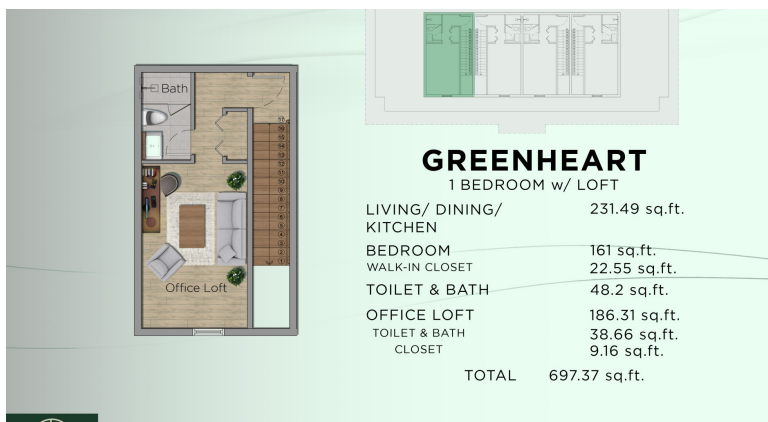 Bath
Office Loft
GREENHEART
1 BEDROOM w/ LOFT
LIVING/ DINING/ 231.49 sq.ft.
KITCHEN
BEDROOM 161 sq.ft.
WALK-IN CLOSET 22.55 sq.ft.
TOILET & BATH 48.2 sq.ft.
OFFICE LOFT 186.31 sq.ft.
TOILET & BATH 38.66 sq.ft.
CLOSET 9.16 sq.ft.
TOTAL 697.37 sq.ft.